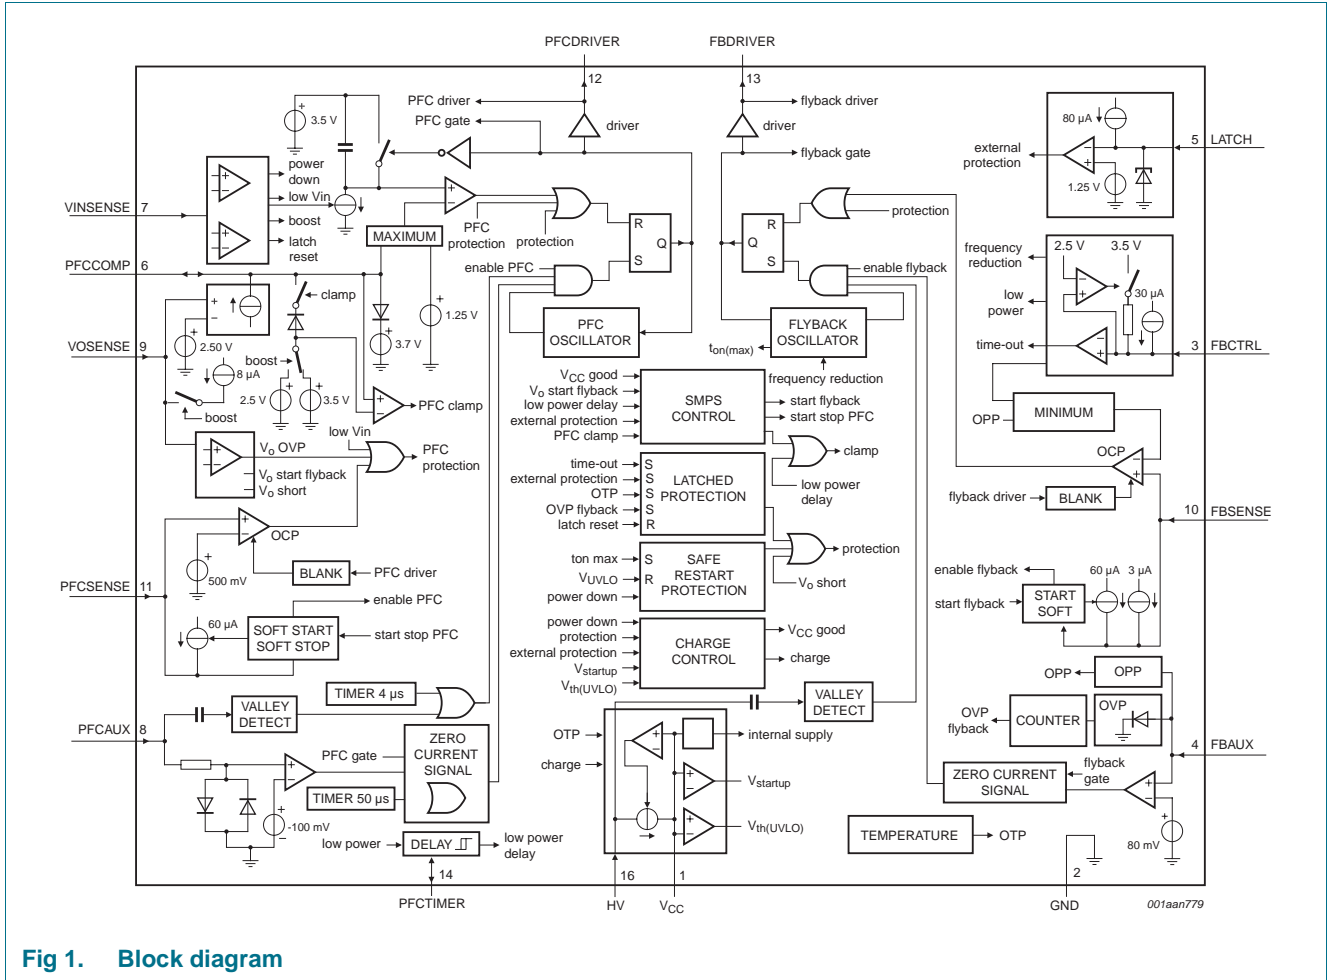 PFCDRIVER
FBDRIVER
12
13
PFC driver
flyback driver
PFC gate
driver
driver
flyback gate
3.5 V
80 μA
external
protection
1.25 V
5
LATCH
power
down
low Vin
boost
latch
reset
VINSENSE
7
MAXIMUM
PFC
protection
protection
R
S
Q
R
S
Q
protection
enable PFC
enable flyback
PFCCOMP
6
clamp
frequency
reduction
low
power
time-out
2.5 V
3.5 V
30 μA
3
FBCTRL
1.25 V
3.7 V
2.50 V
VOSENSE
9
PFC
OSCILLATOR
FLYBACK
OSCILLATOR
ton(max)
frequency reduction
boost
8 μA
2.5 V
3.5 V
boost
PFC clamp
VCC good
Vo start flyback
low power delay
external protection
PFC clamp
SMPS
CONTROL
start flyback
start stop PFC
clamp
low power
delay
OPP
MINIMUM
OCP
flyback driver
BLANK
10
FBSENSE
low Vin
Vo OVP
PFC
protection
Vo start flyback
Vo short
time-out
external protection
OTP
OVP flyback
latch reset
S
S
S
S
R
LATCHED
PROTECTION
protection
Vo short
OCP
500 mV
BLANK
PFC driver
PFCSENSE
11
ton max
VUVLO
power down
S
R
SAFE
RESTART
PROTECTION
enable flyback
start flyback
START
SOFT
60 μA
3 μA
enable PFC
60 μA
SOFT START
SOFT STOP
start stop PFC
power down
protection
external protection
Vstartup
Vth(UVLO)
CHARGE
CONTROL
VCC good
charge
OPP
OPP
OVP
flyback
COUNTER
OVP
4
FBAUX
TIMER 4 μs
VALLEY
DETECT
VALLEY
DETECT
PFCAUX
8
PFC gate
ZERO
CURRENT
SIGNAL
TIMER 50 μs
-100 mV
OTP
charge
internal supply
Vstartup
Vth(UVLO)
flyback
gate
ZERO CURRENT
SIGNAL
80 mV
TEMPERATURE
OTP
low power
DELAY
low power
delay
14
16
1
2
PFCTIMER
HV
VCC
GND
001aan779
Fig 1. Block diagram